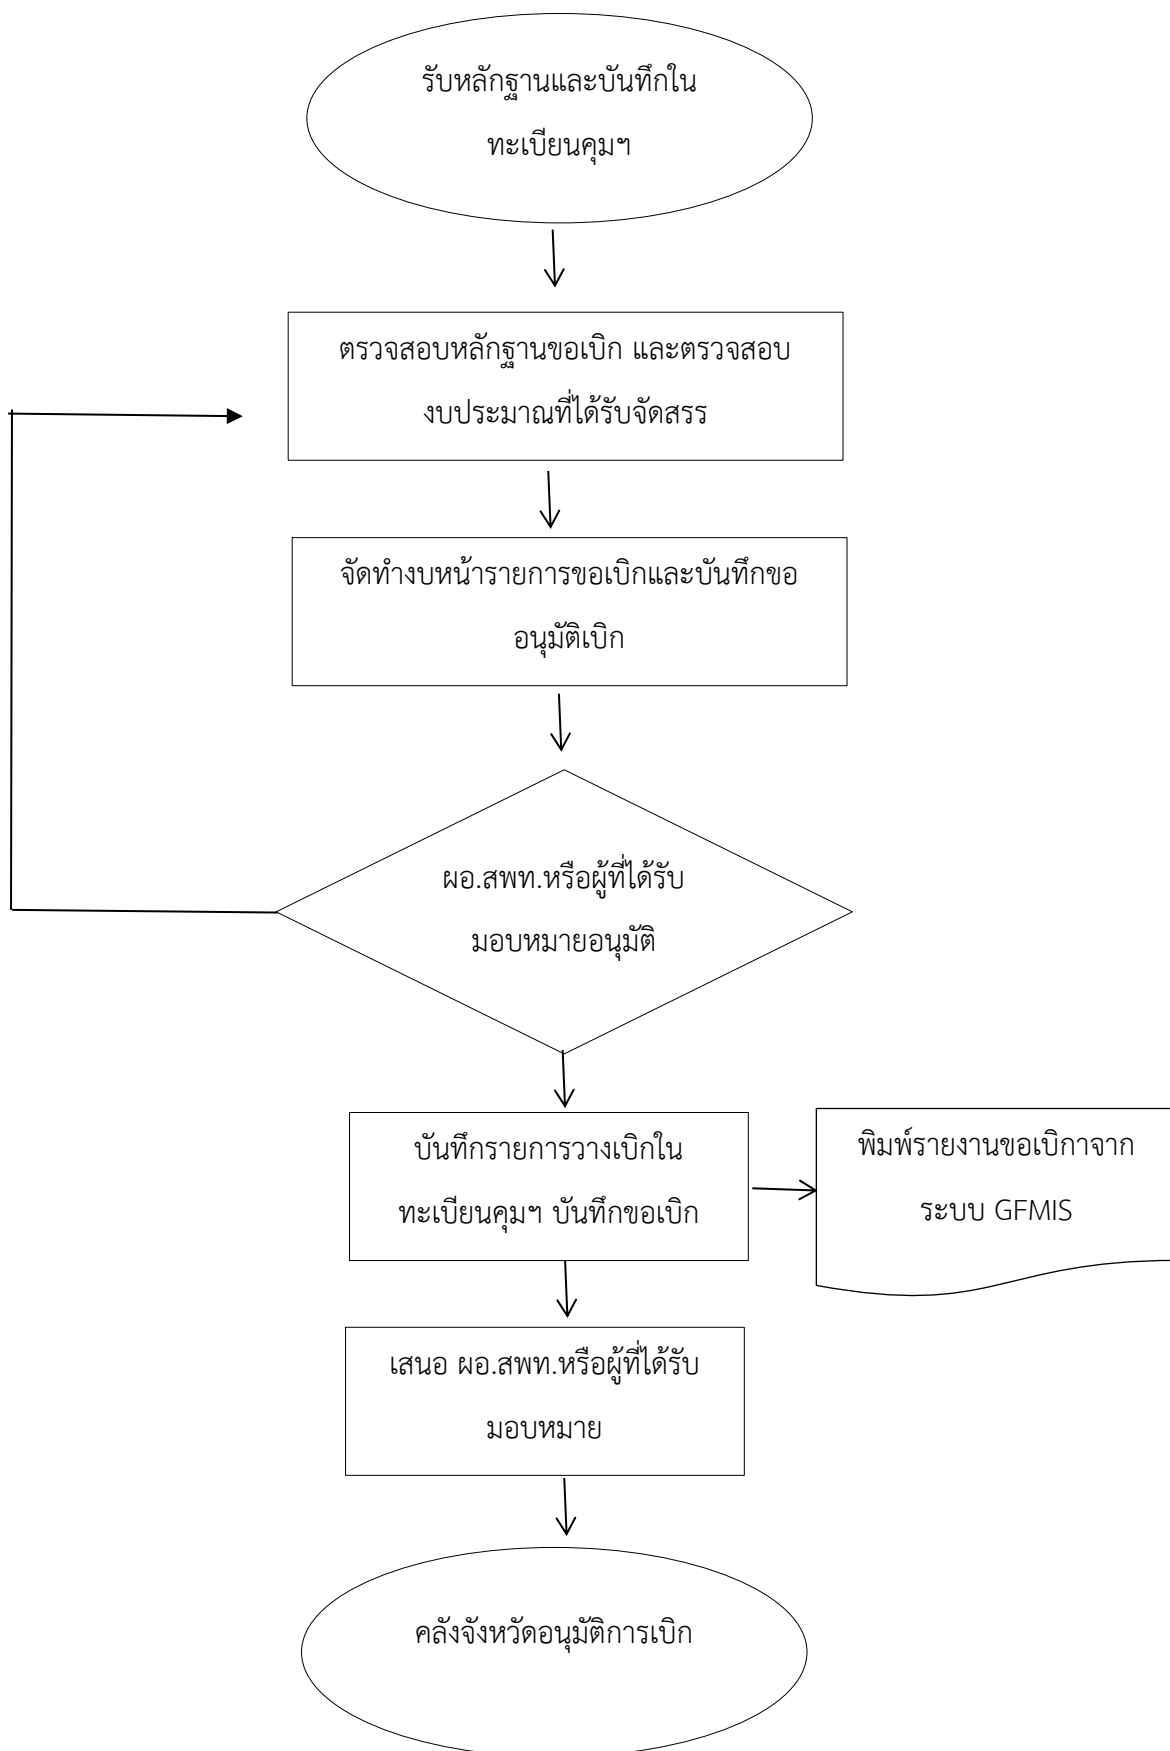 รับหลักฐานและบันทึกใน
ทะเบียนคุมฯ
ตรวจสอบหลักฐานขอเบิก และตรวจสอบ
งบประมาณที่ได้รับจัดสรร
จัดทำงบหน้ารายการขอเบิกและบันทึกขอ
อนุมัติเบิก
ผอ.สพท.หรือผู้ที่ได้รับ
มอบหมายอนุมัติ
บันทึกรายการวางเบิกใน
ทะเบียนคุมฯ บันทึกขอเบิก
พิมพ์รายงานขอเบิกาจาก
ระบบ GFMIS
เสนอ ผอ.สพท.หรือผู้ที่ได้รับ
มอบหมาย
คลังจังหวัดอนุมัติการเบิก